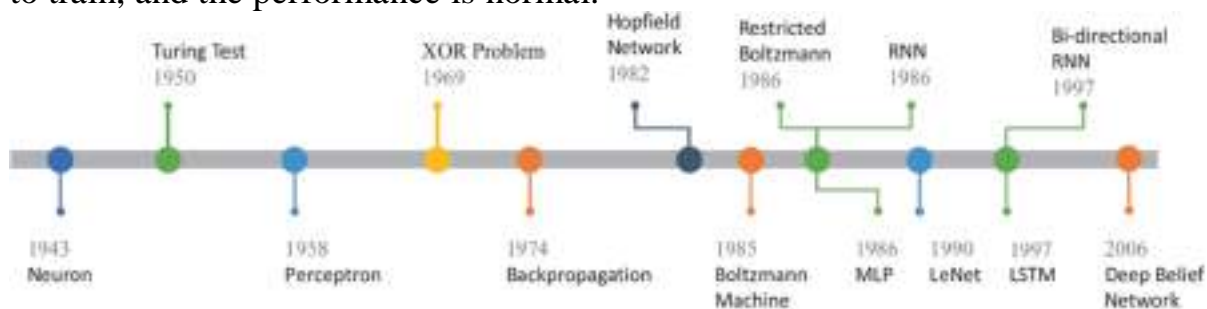 to train, and the performance is normal.
Turing Test
1950
XOR Problem
1969
Hopfield
Network
1982
Restricted
Boltzmann
1986
RNN
1986
Bi-directional
RNN
1997
1943
Neuron
1958
Perceptron
1974
Backpropagation
1985
Boltzmann
Machine
1986
MLP
1990
LeNet
1997
LSTM
2006
Deep Belief
Network